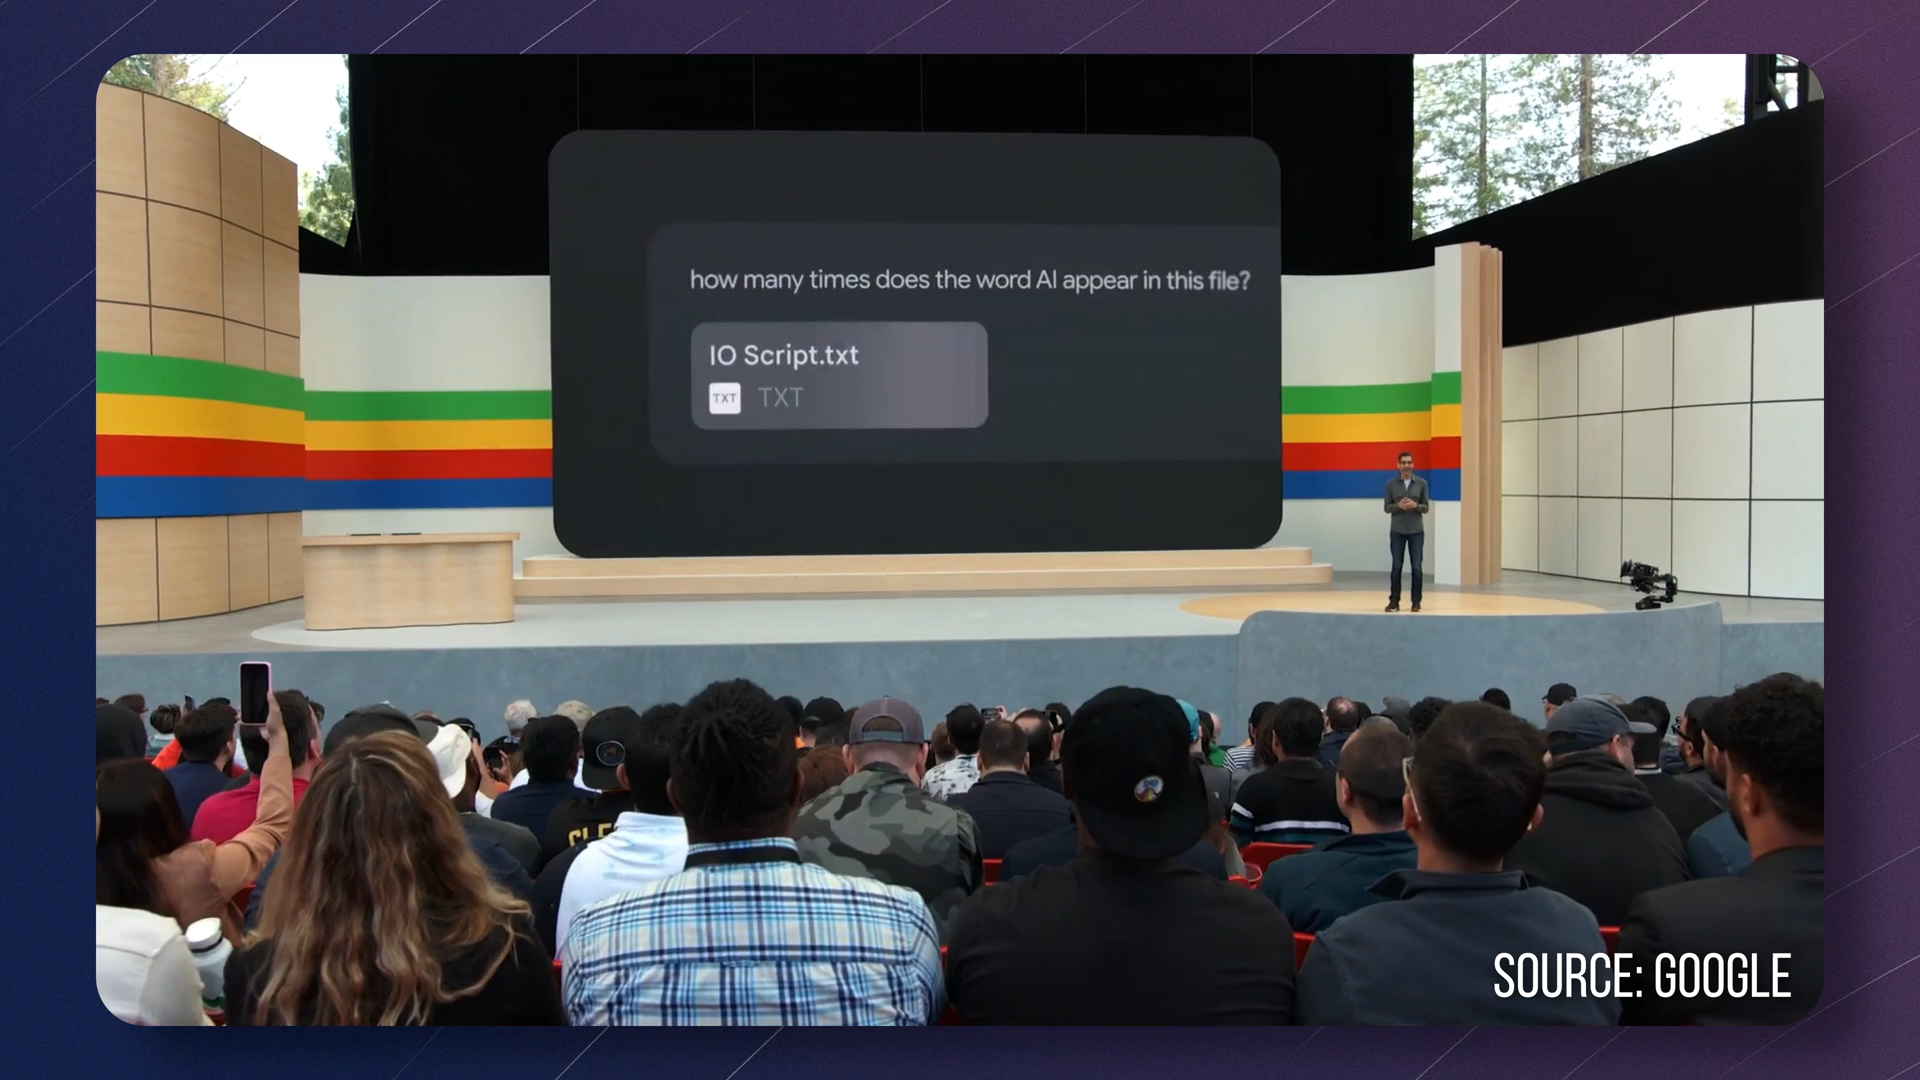 how many times does the word AI appear in this file?
IO Script.txt
TXT
TXT
SOURCE: GOOGLE